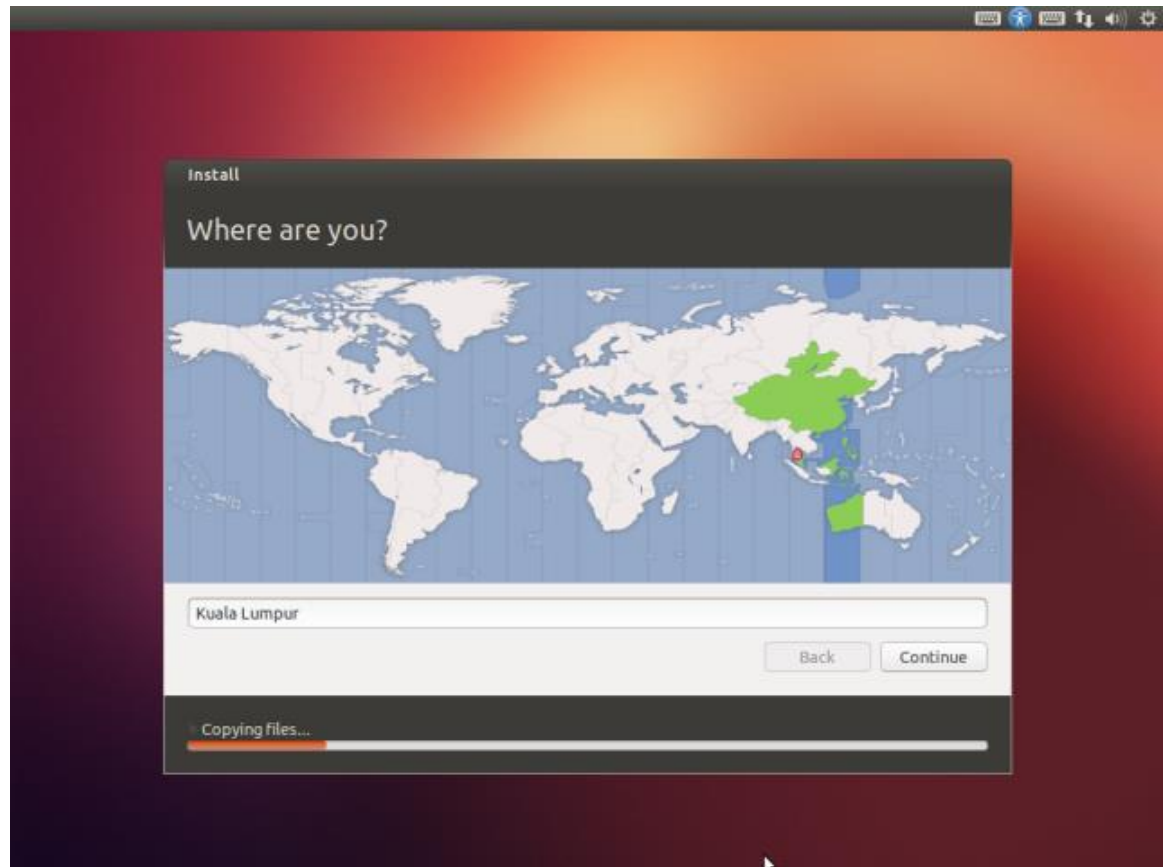 Install
Where are you?
Kuala Lumpur
Back Continue
Copying files...